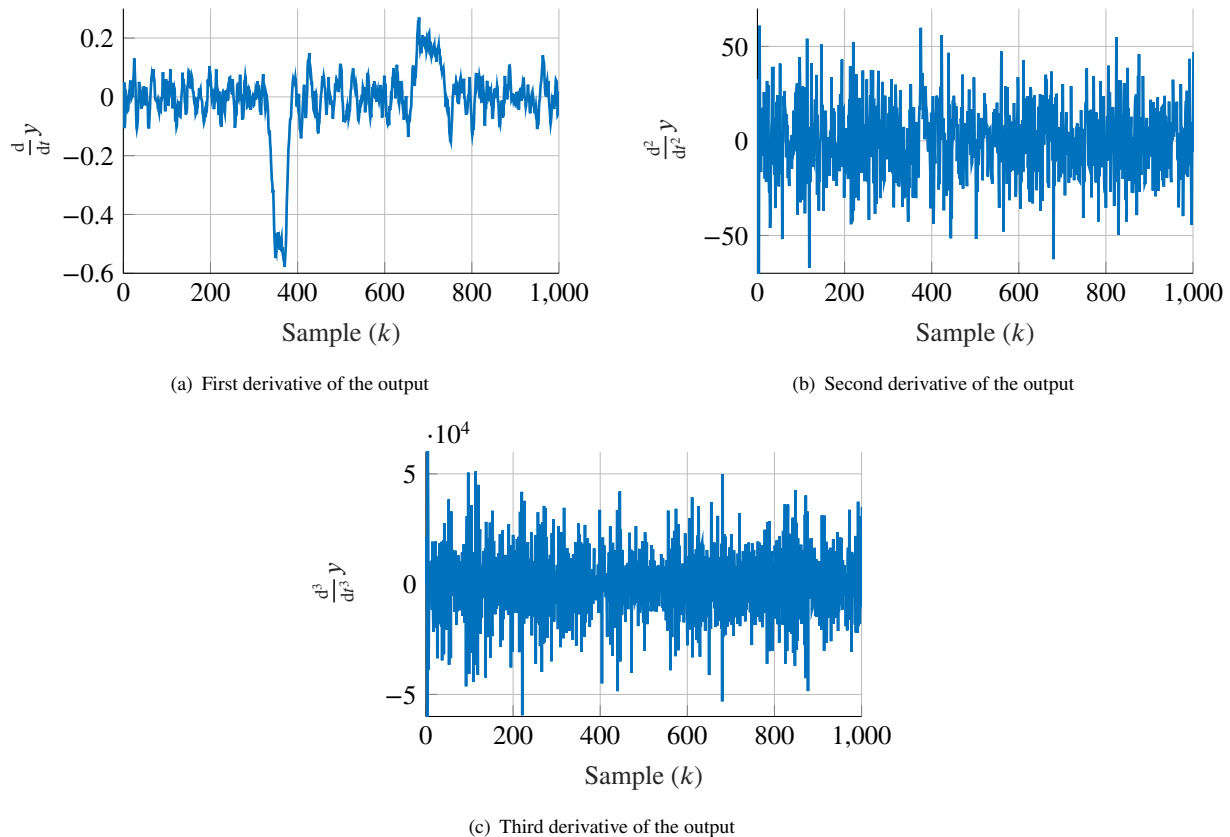 0.2
0
−0.2
−0.4
−0.6
d/dt y
0 200 400 600 800 1,000
Sample (k)
(a) First derivative of the output
50
0
−50
d²/dt² y
0 200 400 600 800 1,000
Sample (k)
(b) Second derivative of the output
·10⁴
5
0
−5
d³/dt³ y
0 200 400 600 800 1,000
Sample (k)
(c) Third derivative of the output